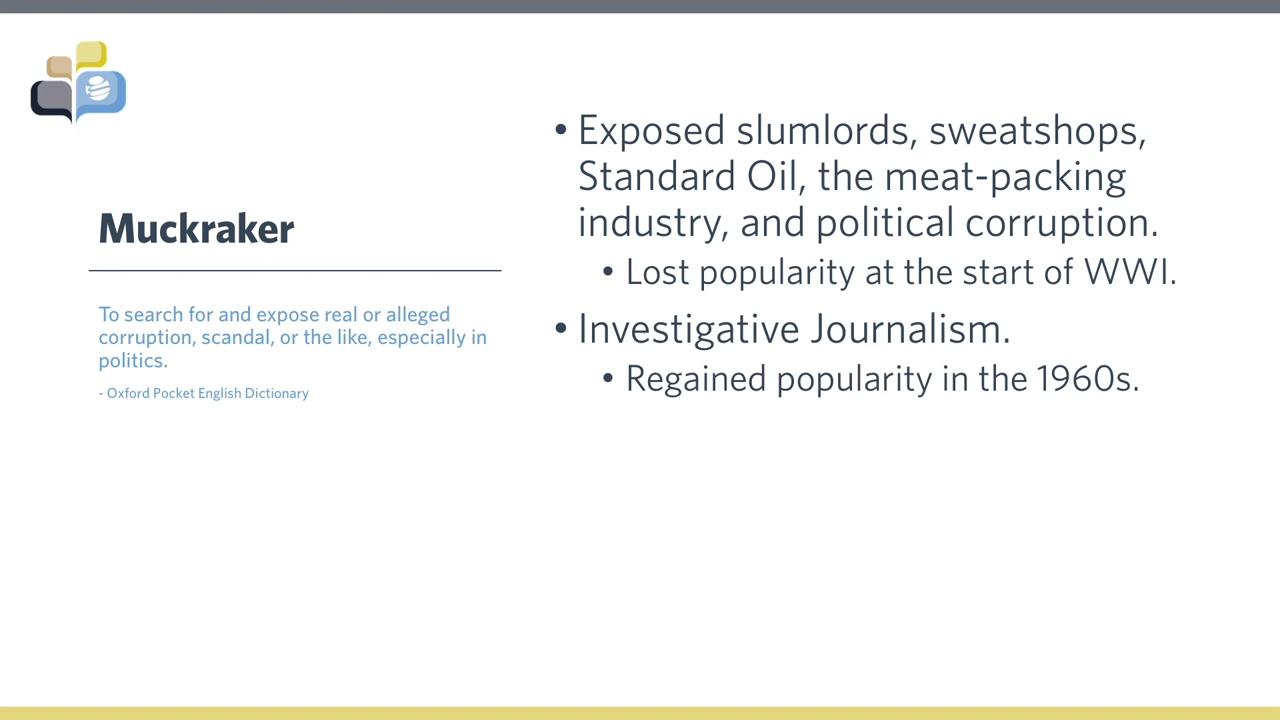 Muckraker
To search for and expose real or alleged
corruption, scandal, or the like, especially in
politics.
- Oxford Pocket English Dictionary
• Exposed slumlords, sweatshops,
Standard Oil, the meat-packing
industry, and political corruption.
• Lost popularity at the start of WWI.
• Investigative Journalism.
• Regained popularity in the 1960s.